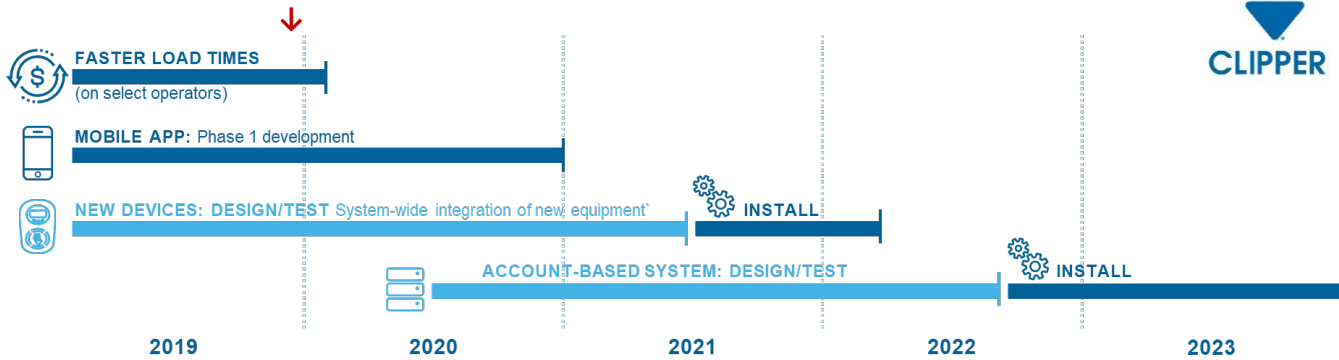 CLIPPER
FASTER LOAD TIMES
$
(on select operators)
MOBILE APP: Phase 1 development
NEW DEVICES: DESIGN/TEST System-wide integration of new equipment`
INSTALL
ACCOUNT-BASED SYSTEM: DESIGN/TEST
INSTALL
2019 2020 2021 2022 2023